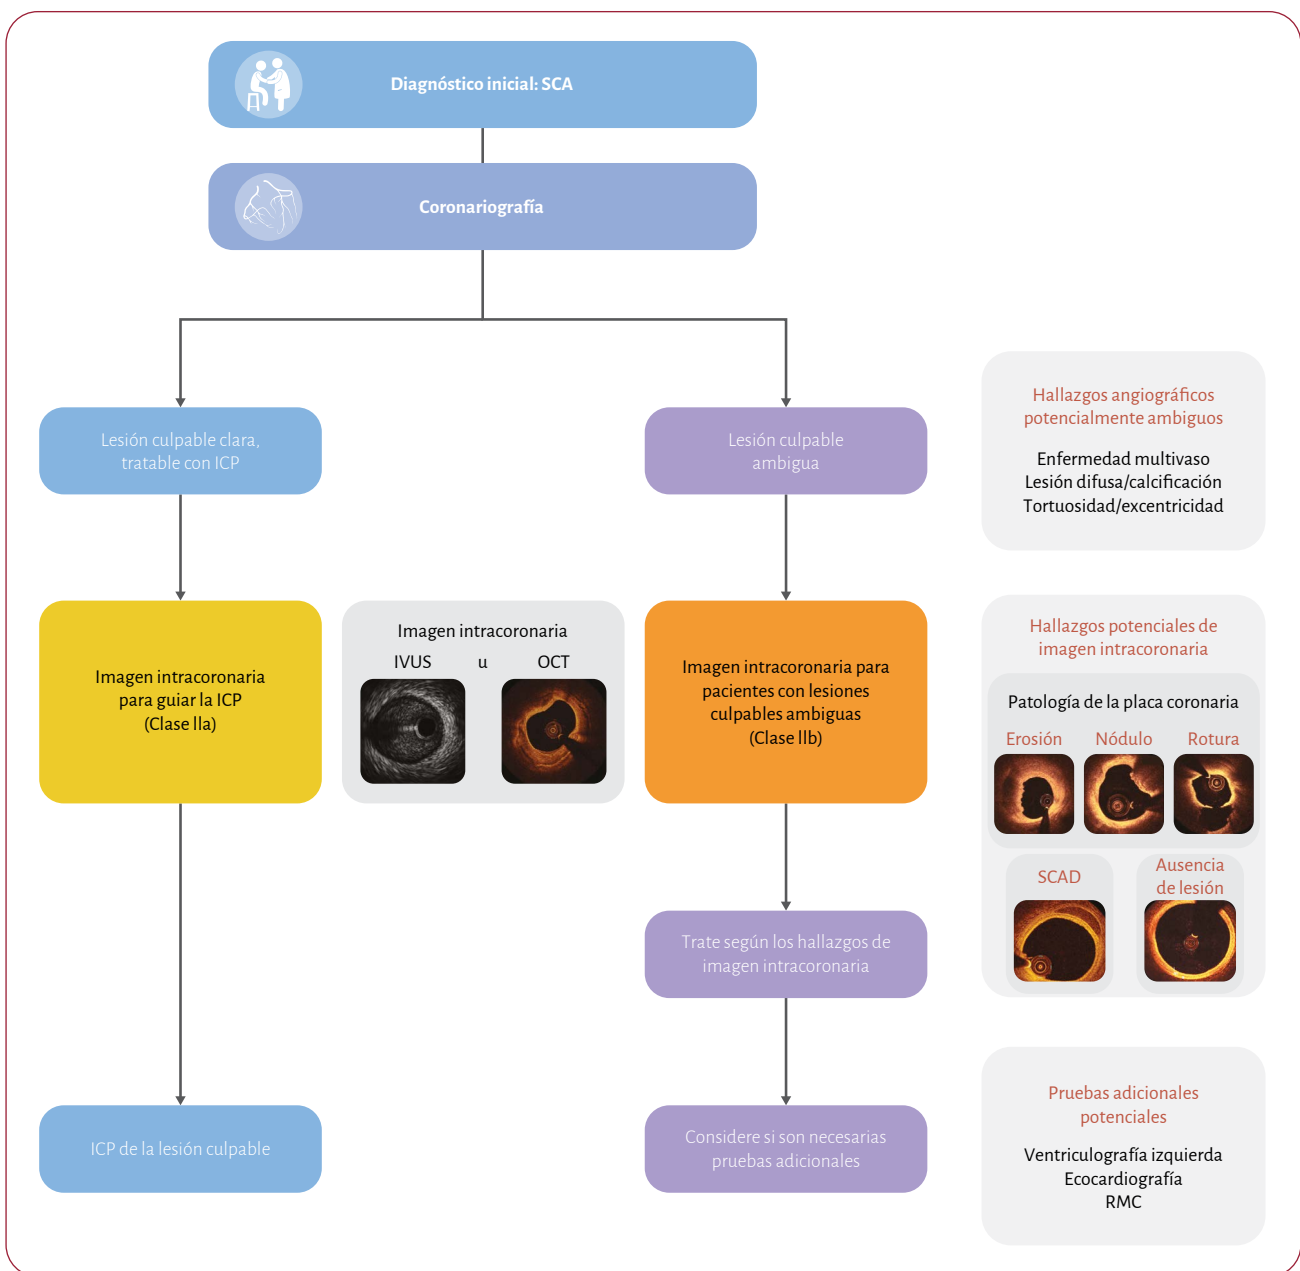 Diagnóstico inicial: SCA
Coronariografía
Lesión culpable clara,
tratable con ICP
Lesión culpable
ambigua
Hallazgos angiográficos
potencialmente ambiguos
Enfermedad multivaso
Lesión difusa/calcificación
Tortuosidad/excentricidad
Imagen intracoronaria
para guiar la ICP
(Clase lla)
Imagen intracoronaria
IVUS u OCT
Imagen intracoronaria para
pacientes con lesiones
culpables ambiguas
(Clase llb)
Hallazgos potenciales de
imagen intracoronaria
Patología de la placa coronaria
Erosión Nódulo Rotura
SCAD
Ausencia
de lesión
Trate según los hallazgos de
imagen intracoronaria
ICP de la lesión culpable
Considere si son necesarias
pruebas adicionales
Pruebas adicionales
potenciales
Ventriculografía izquierda
Ecocardiografía
RMC